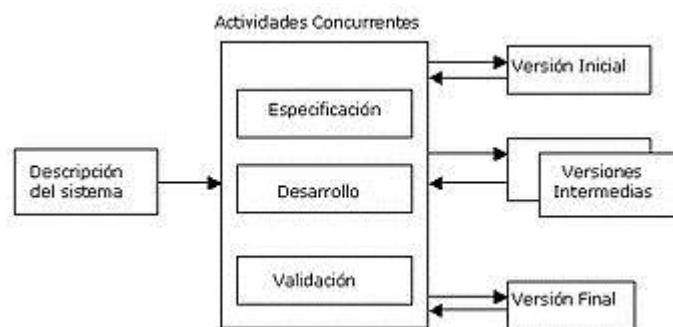 Actividades Concurrentes
Versión Inicial
Especificación
Descripción
del sistema
Desarrollo
Versiones
Intermedias
Validación
Versión Final